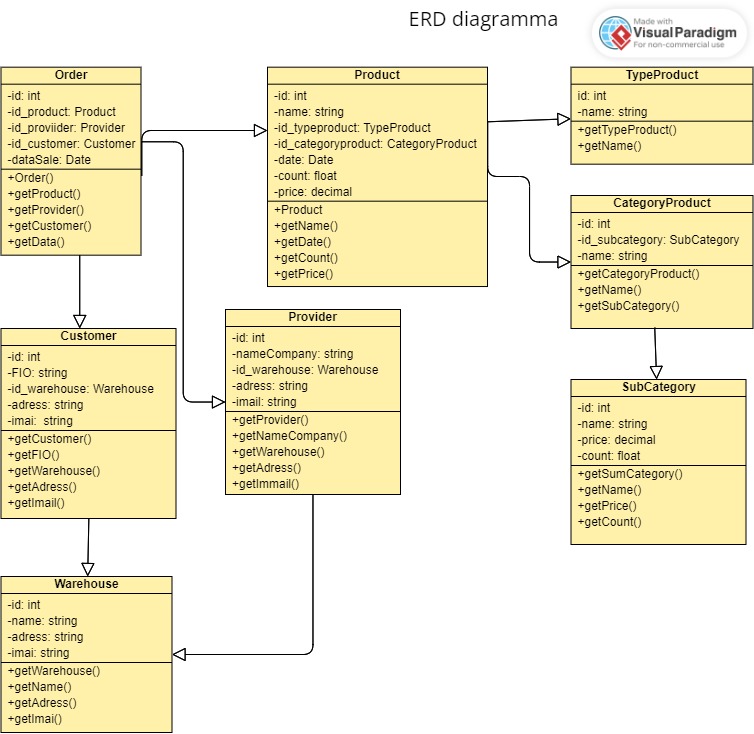 ERD diagramma
Made with
Visual Paradigm
For non-commercial use
Order
-id: int
-id_product: Product
-id_proviider: Provider
-id_customer: Customer
-dataSale: Date
+Order()
+getProduct()
+getProvider()
+getCustomer()
+getData()
Product
-id: int
-name: string
-id_typeproduct: TypeProduct
-id_categoryproduct: CategoryProduct
-date: Date
-count: float
-price: decimal
+Product
+getName()
+getDate()
+getCount()
+getPrice()
TypeProduct
id: int
-name: string
+getTypeProduct()
+getName()
CategoryProduct
-id: int
-id_subcategory: SubCategory
-name: string
+getCategoryProduct()
+getName()
+getSubCategory()
Customer
-id: int
-FIO: string
-id_warehouse: Warehouse
-adress: string
-imai: string
+getCustomer()
+getFIO()
+getWarehouse()
+getAdress()
+getImail()
Provider
-id: int
-nameCompany: string
-id_warehouse: Warehouse
-adress: string
-imail: string
+getProvider()
+getNameCompany()
+getWarehouse()
+getAdress()
+getImmail()
SubCategory
-id: int
-name: string
-price: decimal
-count: float
+getSumCategory()
+getName()
+getPrice()
+getCount()
Warehouse
-id: int
-name: string
-adress: string
-imai: string
+getWarehouse()
+getName()
+getAdress()
+getImai()